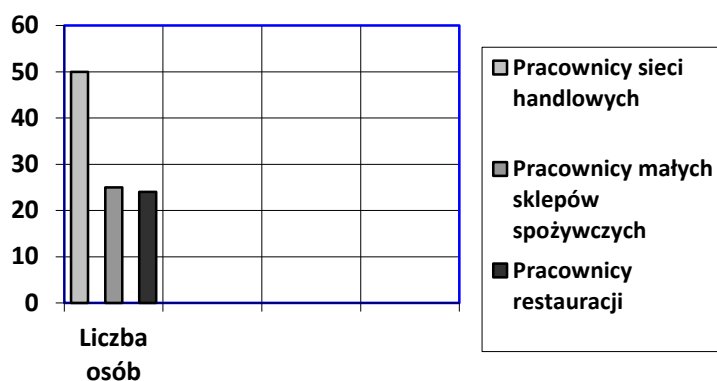 60
50
40
30
20
10
0
Liczba
osób
Pracownicy sieci
handlowych
Pracownicy małych
sklepów
spożywczych
Pracownicy
restauracji